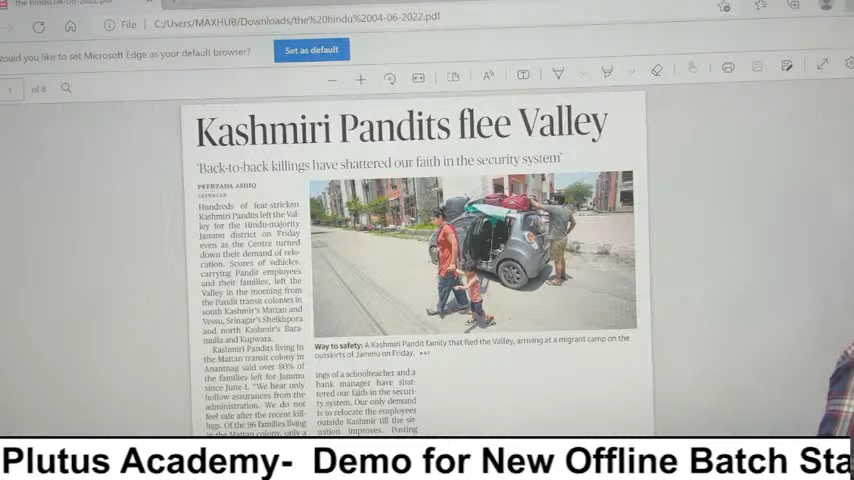 the hindu 04-06-2022.pdf
File C:/Users/MAXHUB/Downloads/the%20hindu%2004-06-2022.pdf
Would you like to set Microsoft Edge as your default browser? Set as default
1 of 8
Kashmiri Pandits flee Valley
'Back-to-back killings have shattered our faith in the security system'
PEERZADA ASHIQ
SRINAGAR
Hundreds of fear-stricken
Kashmiri Pandits left the Val-
ley for the Hindu-majority
Jammu district on Friday
even as the Centre turned
down their demand of relo-
cation. Scores of vehicles,
carrying Pandit employees
and their families, left the
Valley in the morning from
the Pandit transit colonies in
south Kashmir's Mattan and
Vessu, Srinagar's Sheikhpora
and north Kashmir's Bara-
mulla and Kupwara.
Kashmiri Pandits living in
the Mattan transit colony in
Anantnag said over 80% of
the families left for Jammu
since June 1. "We hear only
hollow assurances from the
administration. We do not
feel safe after the recent kill-
ings. Of the 96 families living
in the Mattan colony, only a
Way to safety: A Kashmiri Pandit family that fled the Valley, arriving at a migrant camp on the
outskirts of Jammu on Friday. • AP
ings of a schoolteacher and a
bank manager have shat-
tered our faith in the securi-
ty system. Our only demand
is to relocate the employees
outside Kashmir till the sit-
uation improves. Posting
Plutus Academy- Demo for New Offline Batch Sta